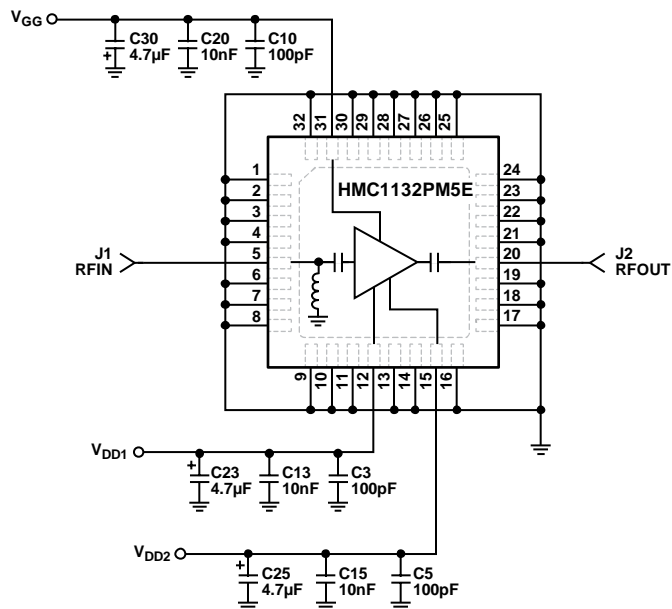 VGG
C30
4.7µF
+
C20
10nF
C10
100pF
32 31 30 29 28 27 26 25
HMC1132PM5E
1
2
3
4
5
6
7
8
24
23
22
21
20
19
18
17
J1
RFIN
J2
RFOUT
9 10 11 12 13 14 15 16
VDD1
+
C23
4.7µF
C13
10nF
C3
100pF
VDD2
+
C25
4.7µF
C15
10nF
C5
100pF